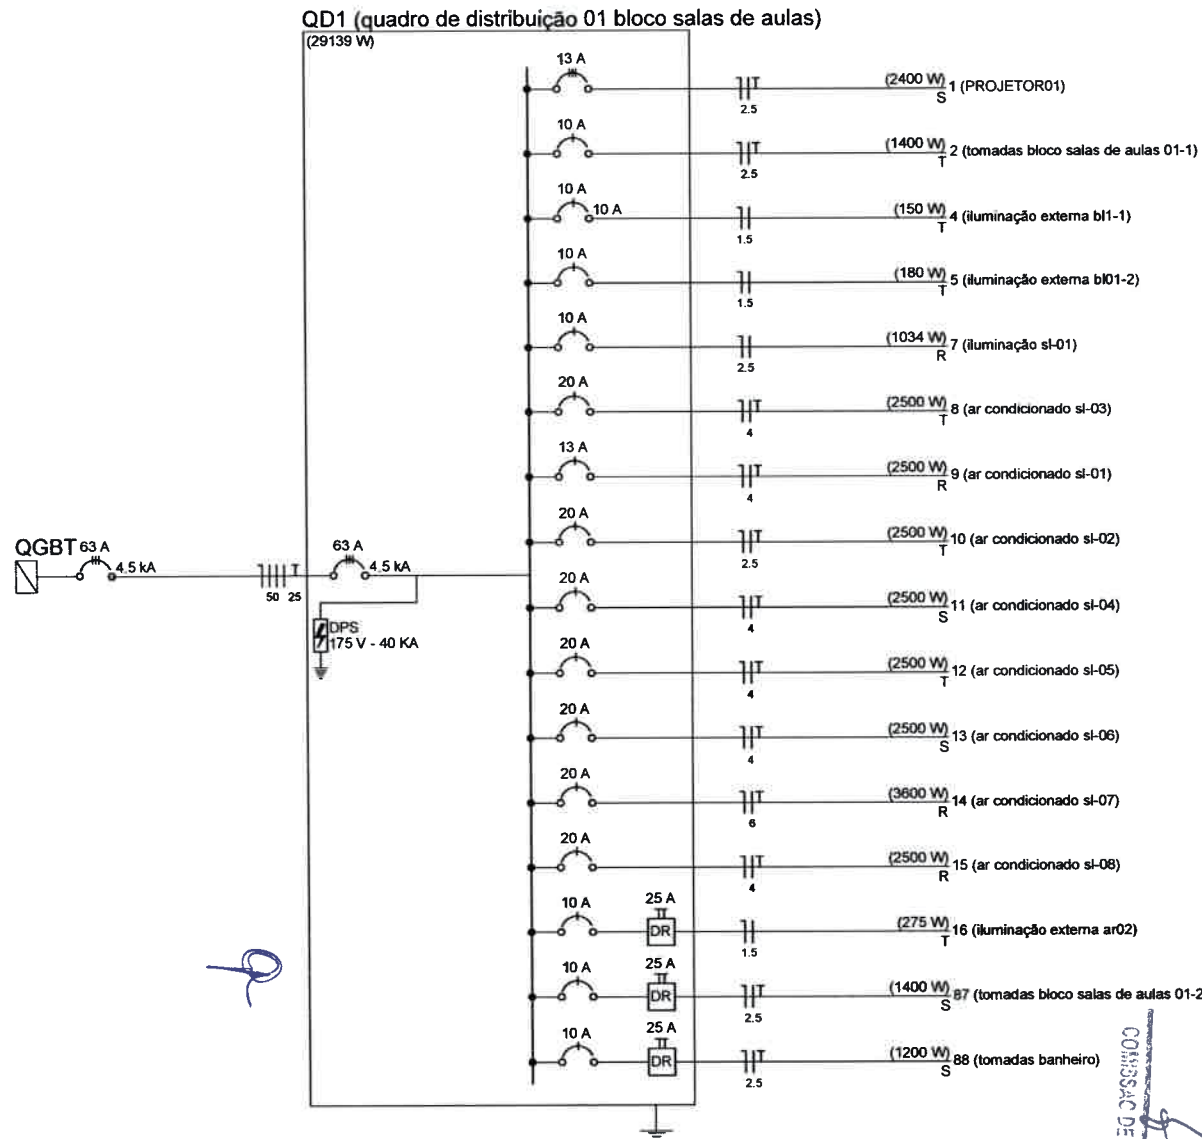 QD1 (quadro de distribuição 01 bloco salas de aulas)
(29139 W)
13 A
2.5
(2400 W)
S
1 (PROJETOR01)
10 A
2.5
(1400 W)
T
2 (tomadas bloco salas de aulas 01-1)
10 A
10 A
1.5
(150 W)
T
4 (iluminação externa bl1-1)
10 A
1.5
(180 W)
T
5 (iluminação externa bl01-2)
10 A
2.5
(1034 W)
R
7 (iluminação sl-01)
20 A
T
4
(2500 W)
T
8 (ar condicionado sl-03)
13 A
T
4
(2500 W)
R
9 (ar condicionado sl-01)
20 A
T
2.5
(2500 W)
T
10 (ar condicionado sl-02)
QGBT
63 A
4.5 kA
T
50 25
63 A
4.5 kA
DPS
175 V - 40 KA
20 A
T
4
(2500 W)
S
11 (ar condicionado sl-04)
20 A
T
4
(2500 W)
T
12 (ar condicionado sl-05)
20 A
T
4
(2500 W)
S
13 (ar condicionado sl-06)
20 A
T
6
(3600 W)
R
14 (ar condicionado sl-07)
20 A
T
4
(2500 W)
R
15 (ar condicionado sl-08)
10 A
25 A
DR
1.5
(275 W)
T
16 (iluminação externa ar02)
10 A
25 A
DR
T
2.5
(1400 W)
S
87 (tomadas bloco salas de aulas 01-2
10 A
25 A
DR
T
2.5
(1200 W)
S
88 (tomadas banheiro)
COMISSAO DE